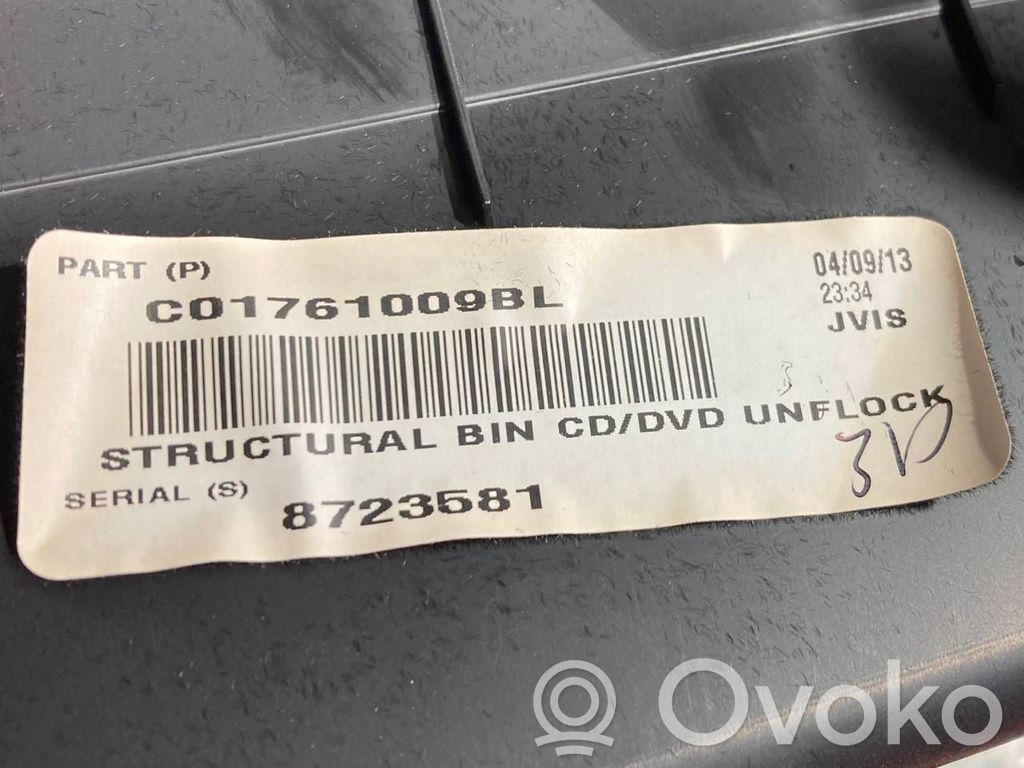 PART (P)
C01761009BL
04/09/13
23:34
JVIS
STRUCTURAL BIN CD/DVD UNFLOCK
SERIAL (S)
8723581
Ovoko